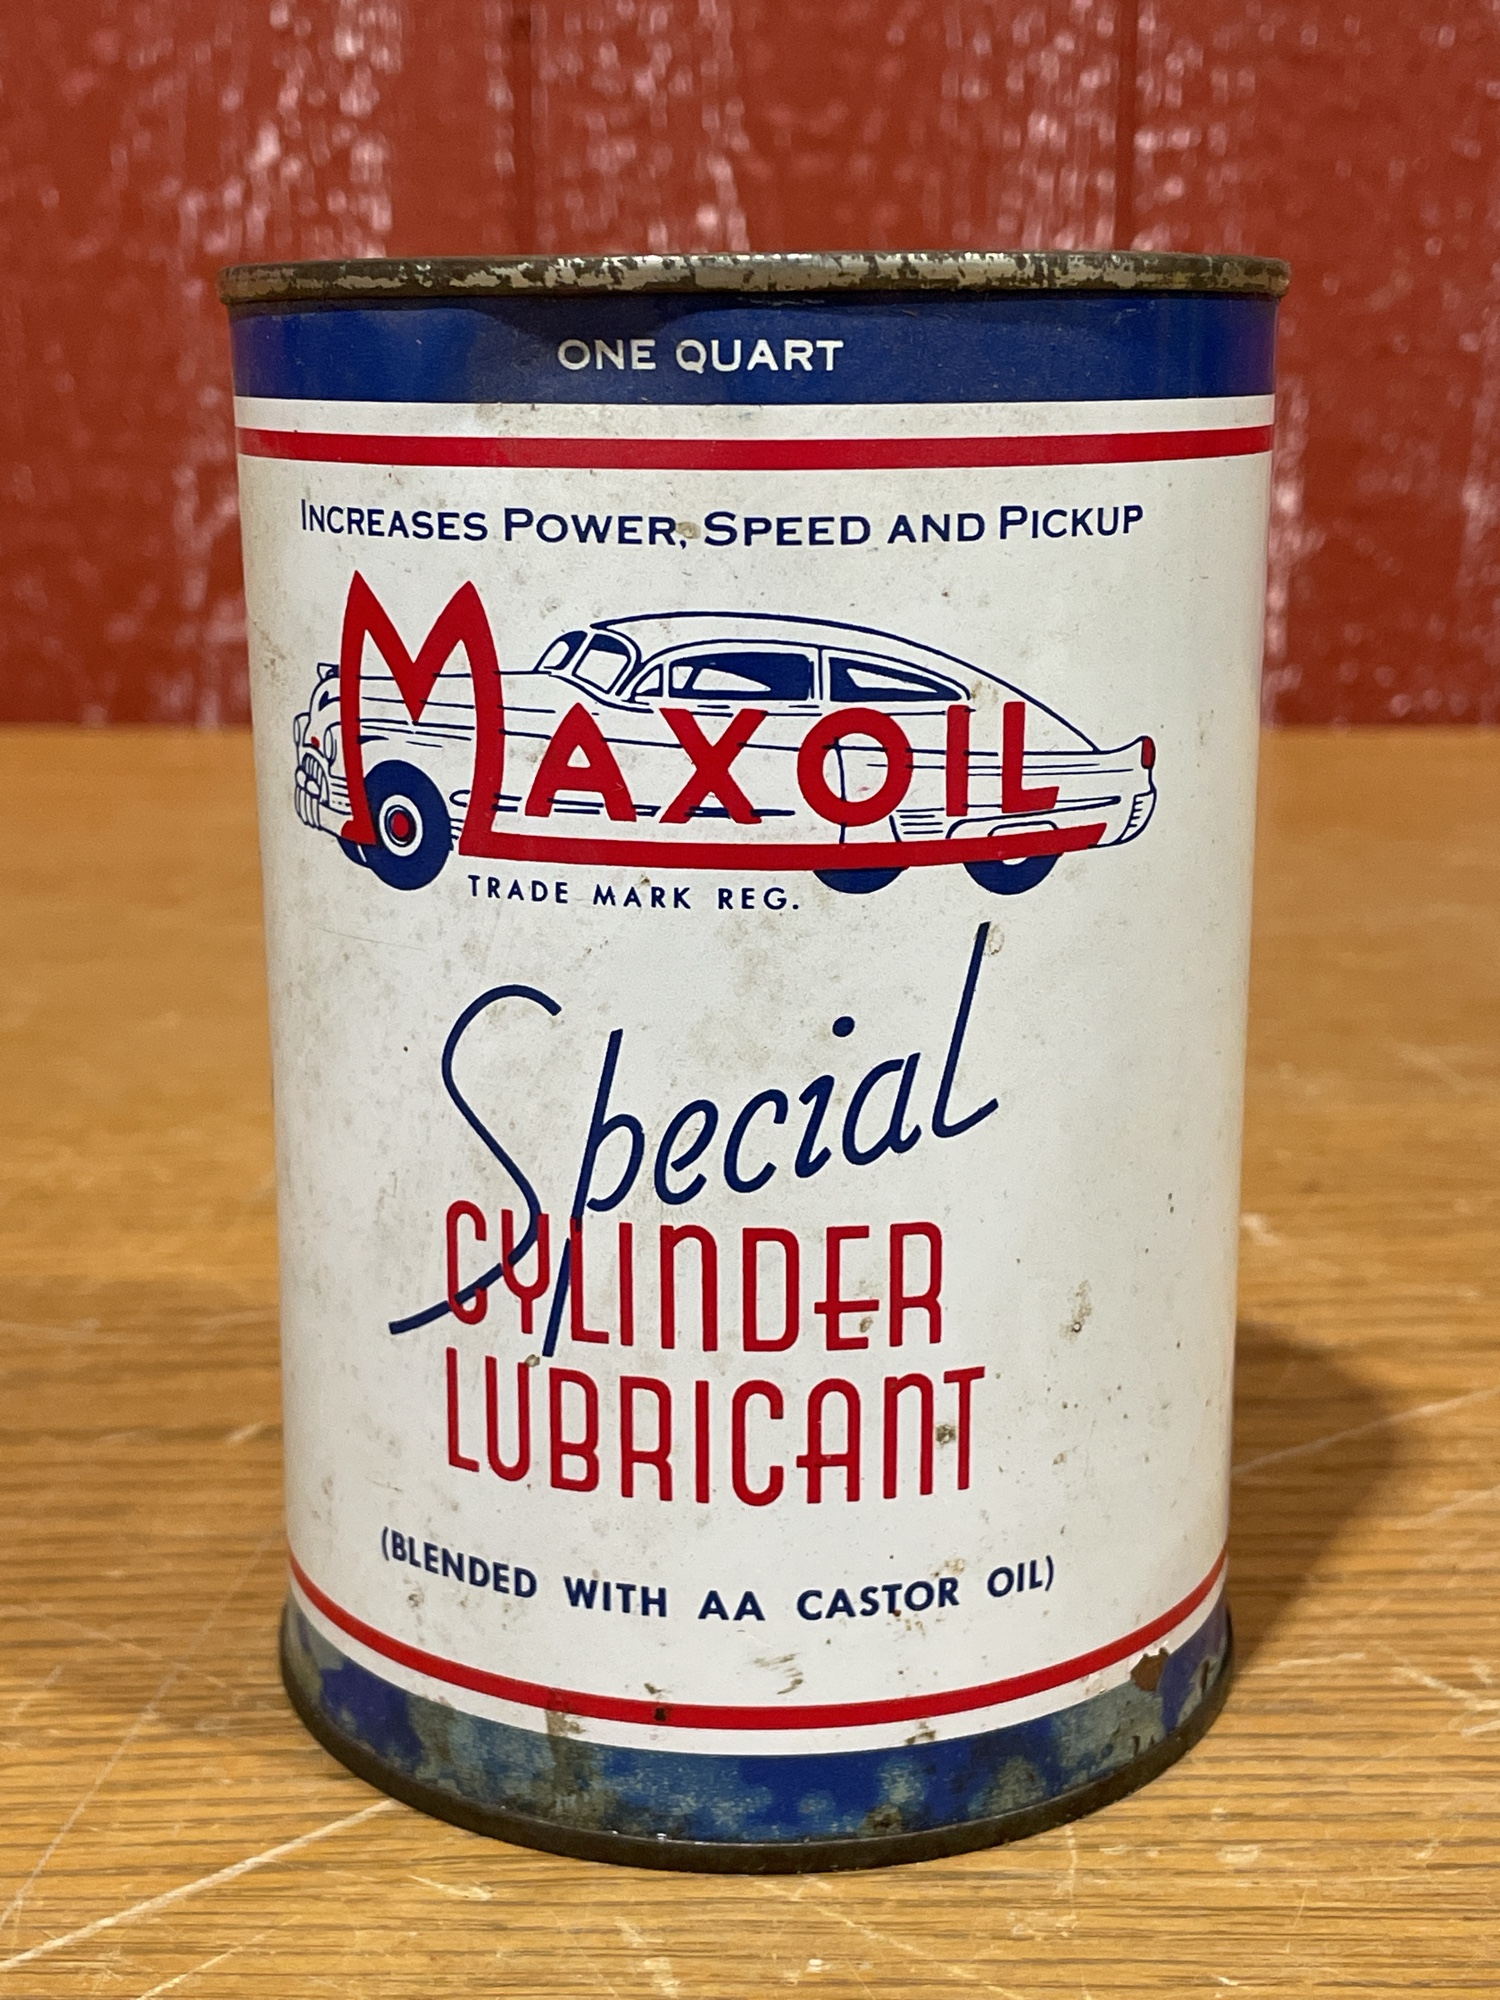 ONE QUART
INCREASES POWER, SPEED AND PICKUP
MAXOIL
TRADE MARK REG.
Special
CYLINDER
LUBRICANT
(BLENDED WITH AA CASTOR OIL)